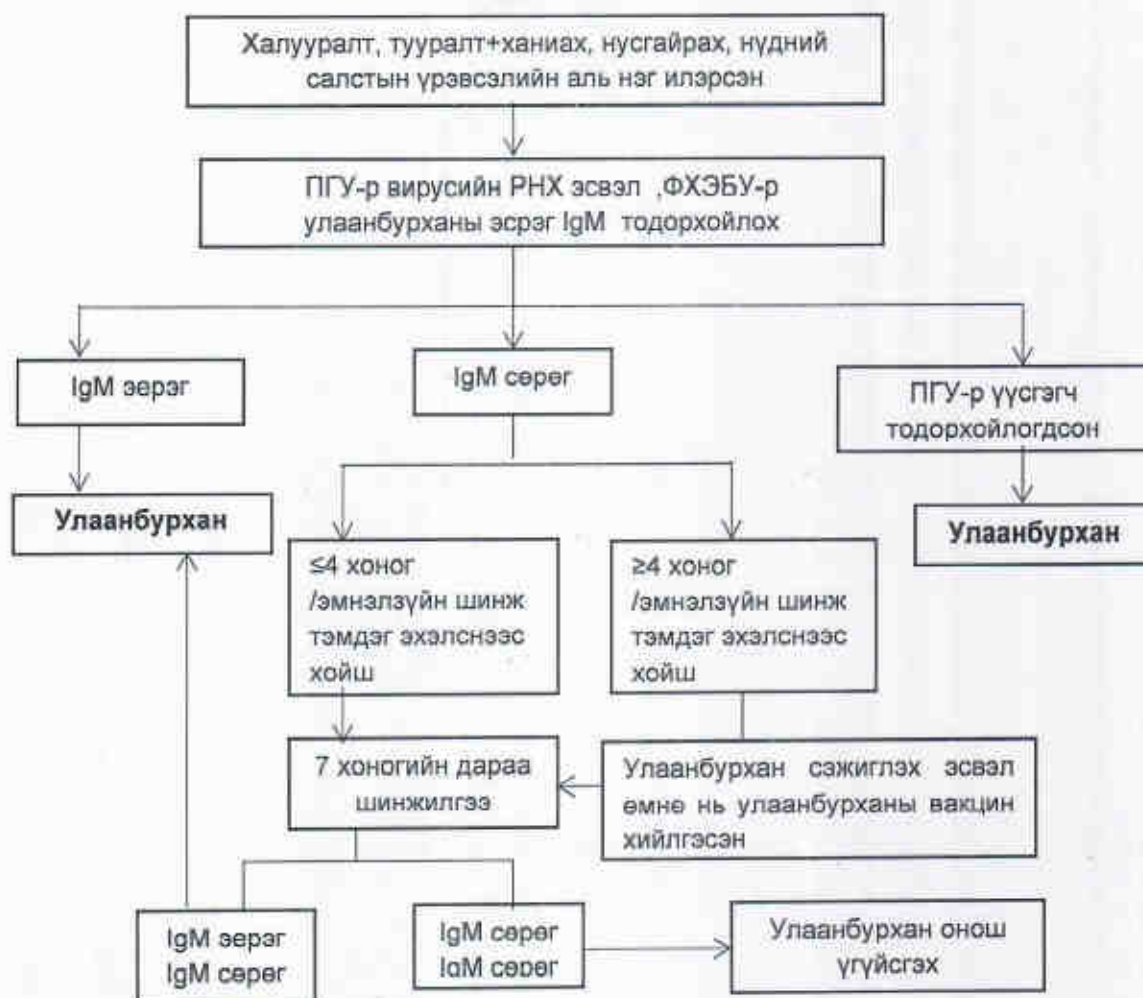 Халууралт, тууралт+ханиах, нусгайрах, нүдний
салстын үрэвсэлийн аль нэг илэрсэн
ПГУ-р вирусийн РНХ эсвэл ,ФХЭБУ-р
улаанбурханы эсрэг IgM тодорхойлох
IgM эерэг
IgM сөрөг
ПГУ-р үүсгэгч
тодорхойлогдсон
Улаанбурхан
Улаанбурхан
≤4 хоног
/эмнэлзүйн шинж
тэмдэг эхэлснээс
хойш
≥4 хоног
/эмнэлзүйн шинж
тэмдэг эхэлснээс
хойш
7 хоногийн дараа
шинжилгээ
Улаанбурхан сэжиглэх эсвэл
өмнө нь улаанбурханы вакцин
хийлгэсэн
IgM эерэг
IgM сөрөг
IgM сөрөг
IgM сөрөг
Улаанбурхан онош
үгүйсгэх